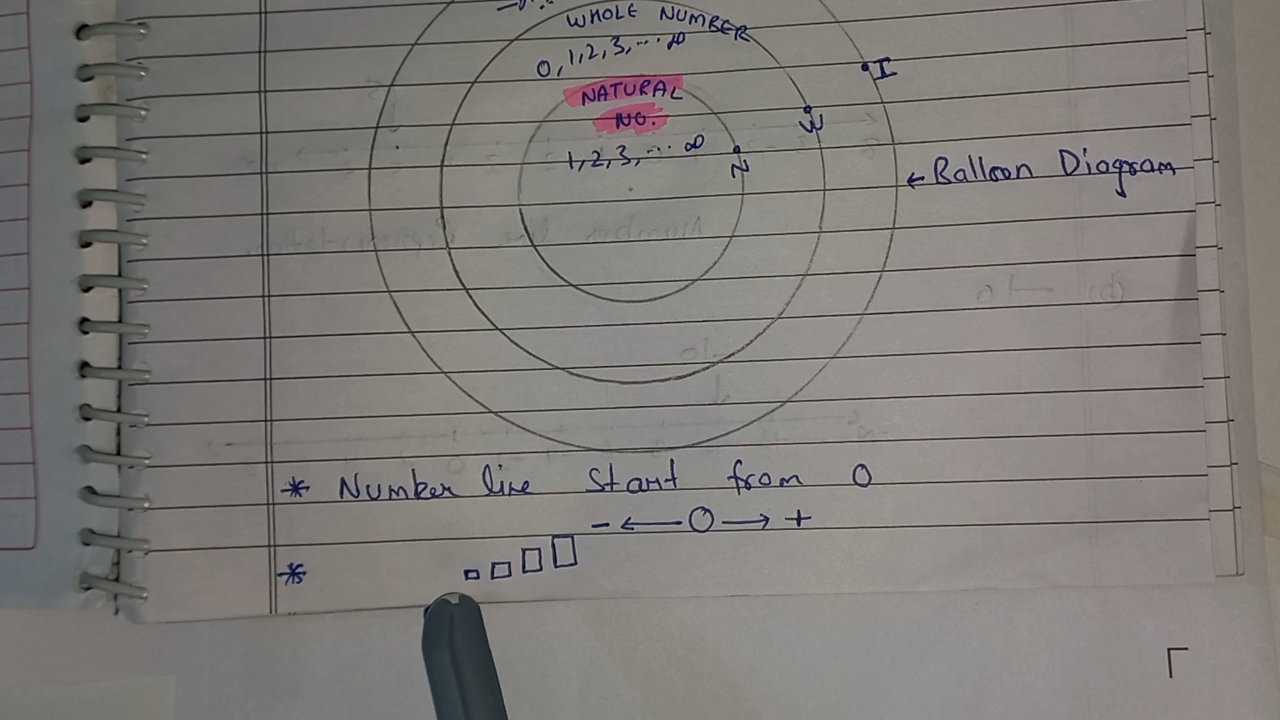 WHOLE NUMBER
0, 1, 2, 3, ... ∞
I
NATURAL
NO.
W
1, 2, 3, ... ∞
N
← Balloon Diagram
* Number line start from 0
- ← 0 → +
*